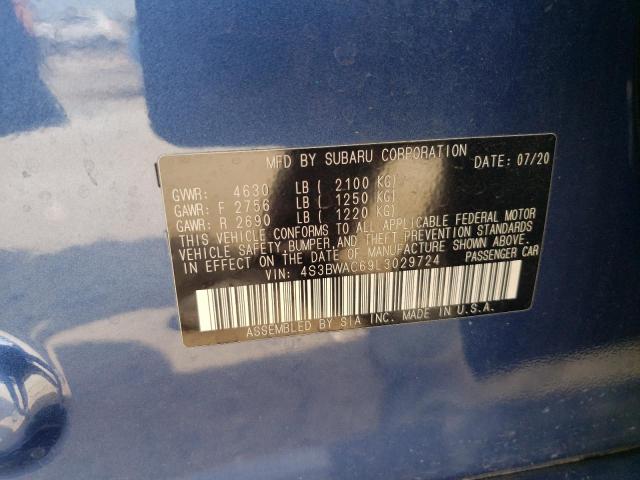 MFD BY SUBARU CORPORATION DATE: 07/20
GVWR: 4630 LB ( 2100 KG)
GAWR: F 2756 LB ( 1250 KG)
GAWR: R 2690 LB ( 1220 KG)
THIS VEHICLE CONFORMS TO ALL APPLICABLE FEDERAL MOTOR
VEHICLE SAFETY, BUMPER, AND THEFT PREVENTION STANDARDS
IN EFFECT ON THE DATE OF MANUFACTURE SHOWN ABOVE.
VIN: 4S3BWAC69L3029724 PASSENGER CAR
ASSEMBLED BY SIA INC. MADE IN U.S.A.